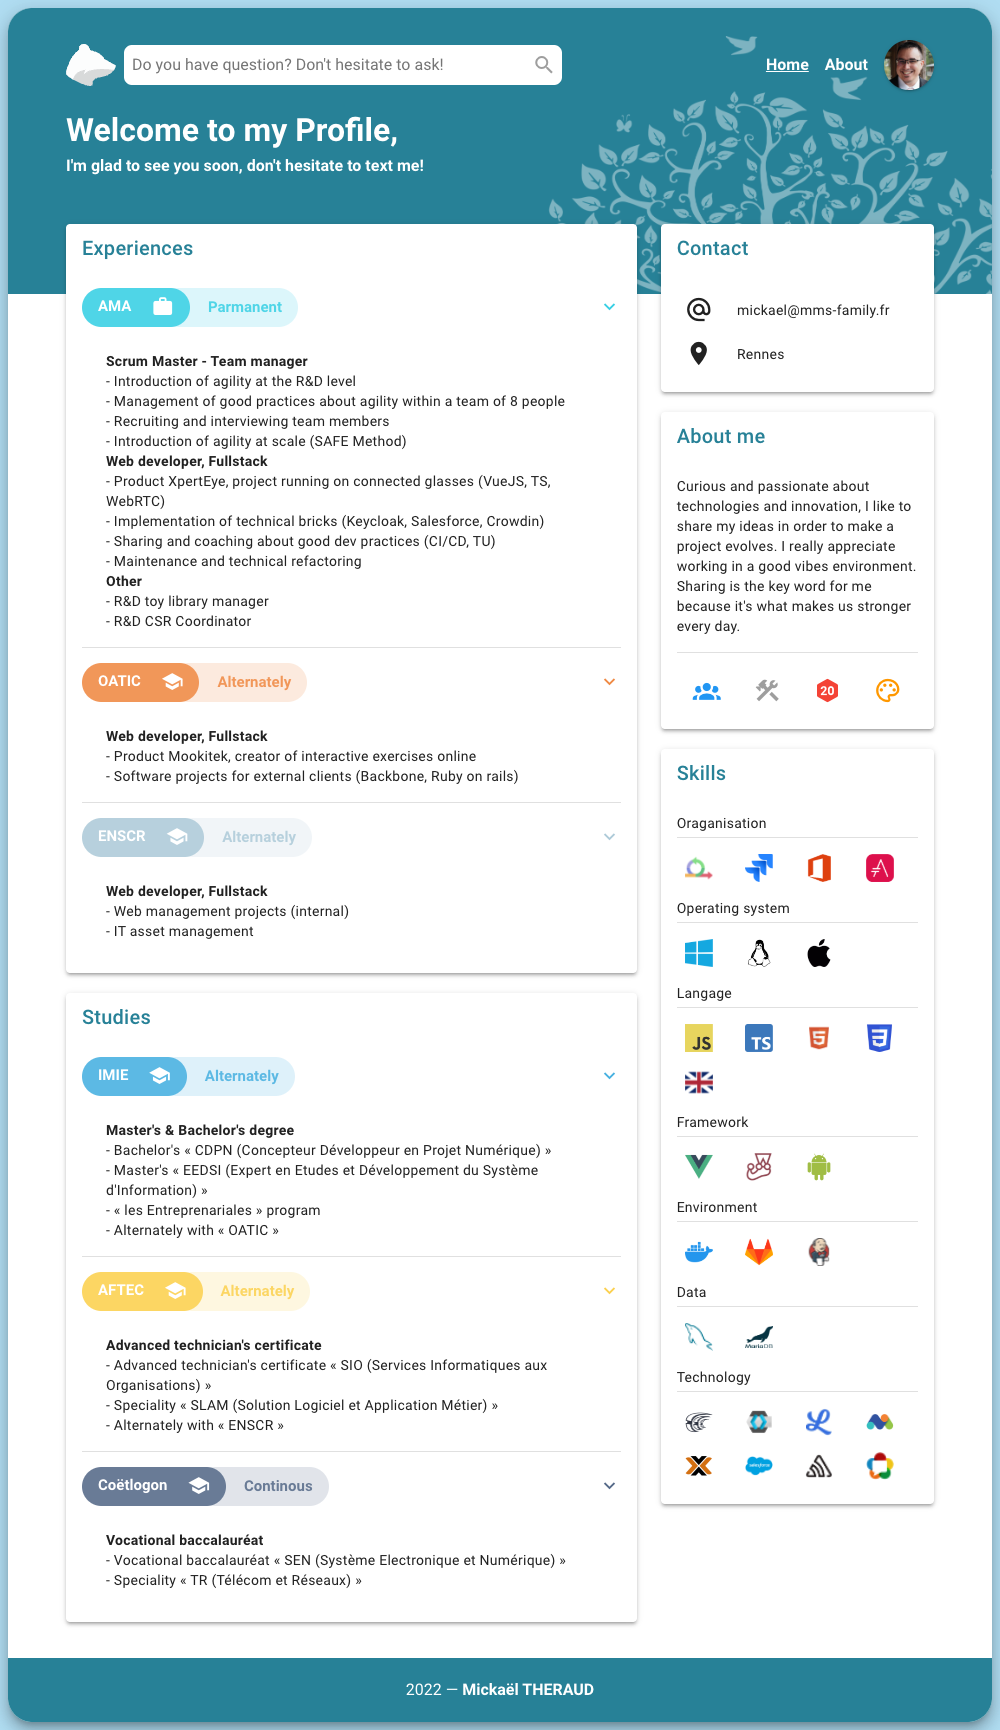 Do you have question? Don't hesitate to ask!
Home
About
Welcome to my Profile,
I'm glad to see you soon, don't hesitate to text me!
Experiences
AMA
Parmanent
Scrum Master - Team manager
- Introduction of agility at the R&D level
- Management of good practices about agility within a team of 8 people
- Recruiting and interviewing team members
- Introduction of agility at scale (SAFE Method)
Web developer, Fullstack
- Product XpertEye, project running on connected glasses (VueJS, TS,
WebRTC)
- Implementation of technical bricks (Keycloak, Salesforce, Crowdin)
- Sharing and coaching about good dev practices (CI/CD, TU)
- Maintenance and technical refactoring
Other
- R&D toy library manager
- R&D CSR Coordinator
OATIC
Alternately
Web developer, Fullstack
- Product Mookitek, creator of interactive exercises online
- Software projects for external clients (Backbone, Ruby on rails)
ENSCR
Alternately
Web developer, Fullstack
- Web management projects (internal)
- IT asset management
Studies
IMIE
Alternately
Master's & Bachelor's degree
- Bachelor's « CDPN (Concepteur Développeur en Projet Numérique) »
- Master's « EEDSI (Expert en Etudes et Développement du Système
d'Information) »
- « les Entreprenariales » program
- Alternately with « OATIC »
AFTEC
Alternately
Advanced technician's certificate
- Advanced technician's certificate « SIO (Services Informatiques aux
Organisations) »
- Speciality « SLAM (Solution Logiciel et Application Métier) »
- Alternately with « ENSCR »
Coëtlogon
Continous
Vocational baccalauréat
- Vocational baccalauréat « SEN (Système Electronique et Numérique) »
- Speciality « TR (Télécom et Réseaux) »
Contact
mickael@mms-family.fr
Rennes
About me
Curious and passionate about
technologies and innovation, I like to
share my ideas in order to make a
project evolves. I really appreciate
working in a good vibes environment.
Sharing is the key word for me
because it's what makes us stronger
every day.
20
Skills
Oraganisation
Operating system
Langage
JS
TS
5
3
Framework
Environment
Data
MariaDB
Technology
salesforce
2022 — Mickaël THERAUD